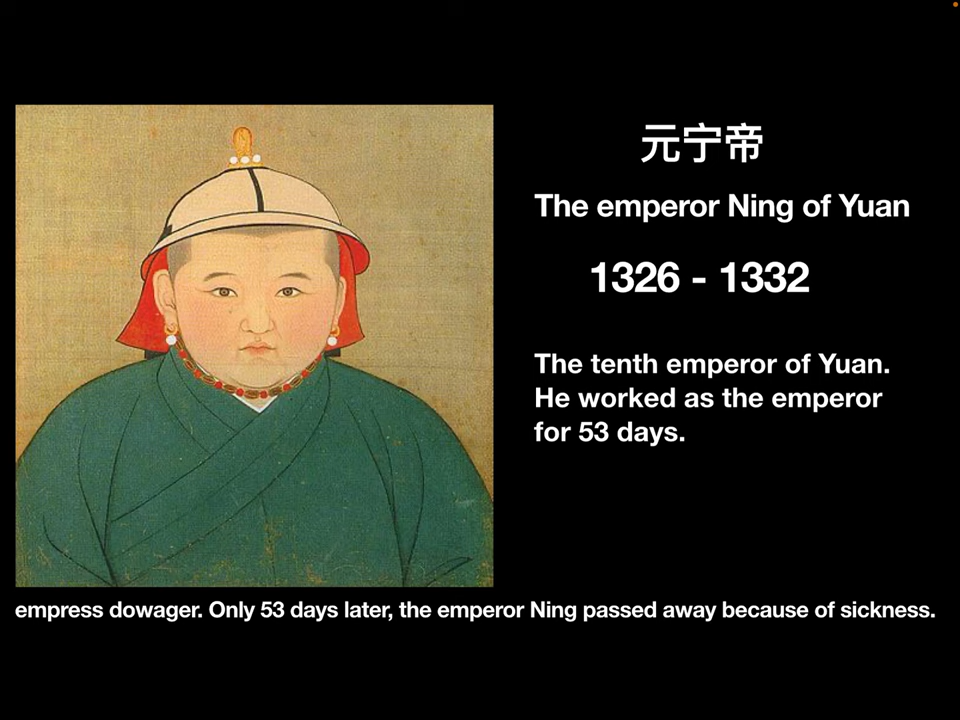 元宁帝
The emperor Ning of Yuan
1326 - 1332
The tenth emperor of Yuan.
He worked as the emperor
for 53 days.
empress dowager. Only 53 days later, the emperor Ning passed away because of sickness.